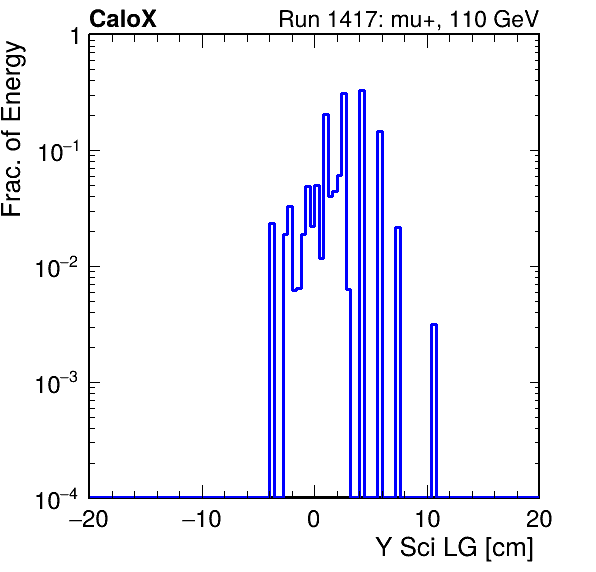 CaloX Run 1417: mu+, 110 GeV
Frac. of Energy
1
10⁻¹
10⁻²
10⁻³
10⁻⁴
−20 −10 0 10 20
Y Sci LG [cm]